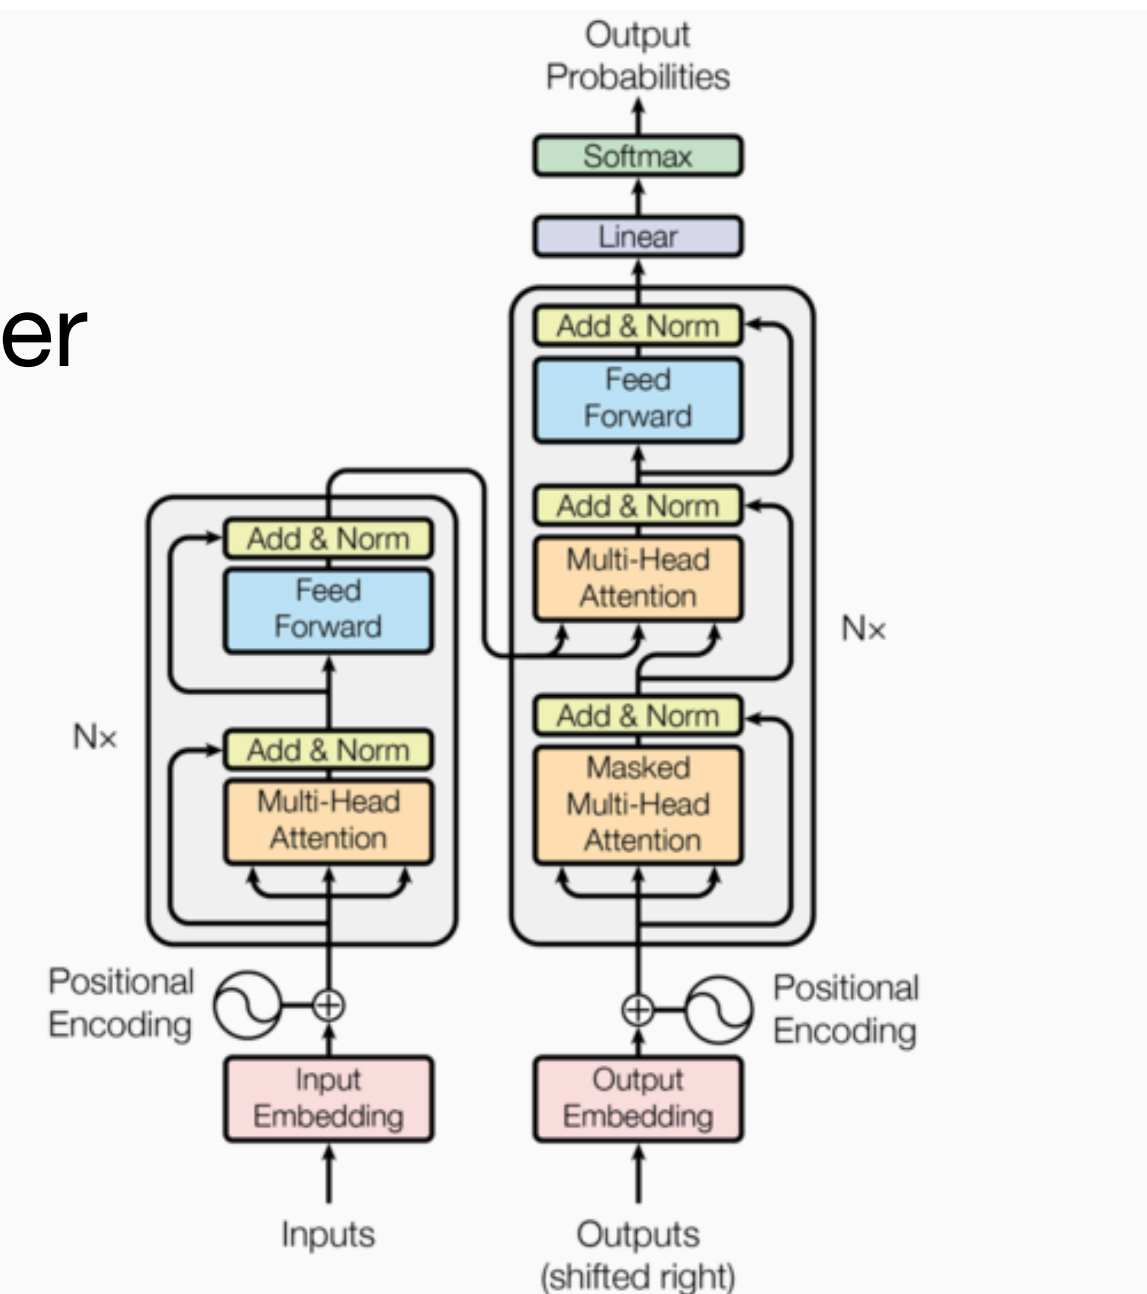 Output
Probabilities
Softmax
Linear
Add & Norm
Feed
Forward
Add & Norm
Multi-Head
Attention
Nx
Add & Norm
Masked
Multi-Head
Attention
Positional
Encoding
Output
Embedding
Outputs
(shifted right)
er
Add & Norm
Feed
Forward
Nx
Add & Norm
Multi-Head
Attention
Positional
Encoding
Input
Embedding
Inputs